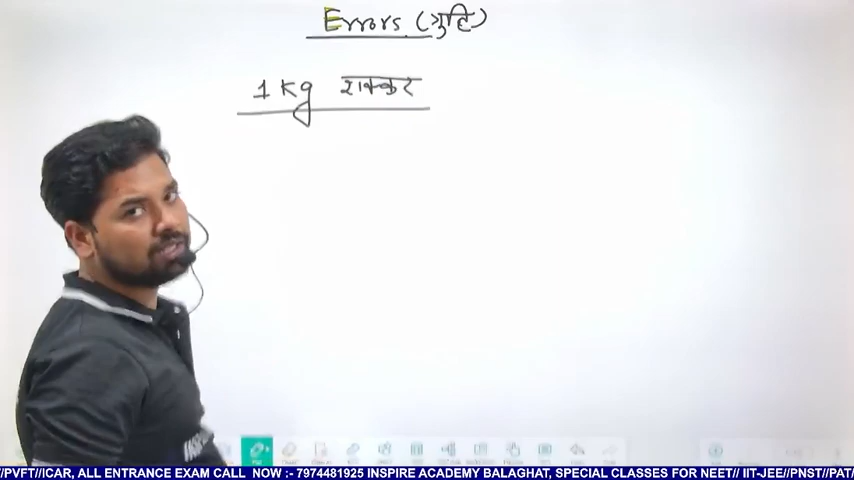 Errors (त्रुटि)
1 kg शक्कर
//PVFT//ICAR, ALL ENTRANCE EXAM CALL NOW :- 7974481925 INSPIRE ACADEMY BALAGHAT, SPECIAL CLASSES FOR NEET// IIT-JEE//PNST//PAT/